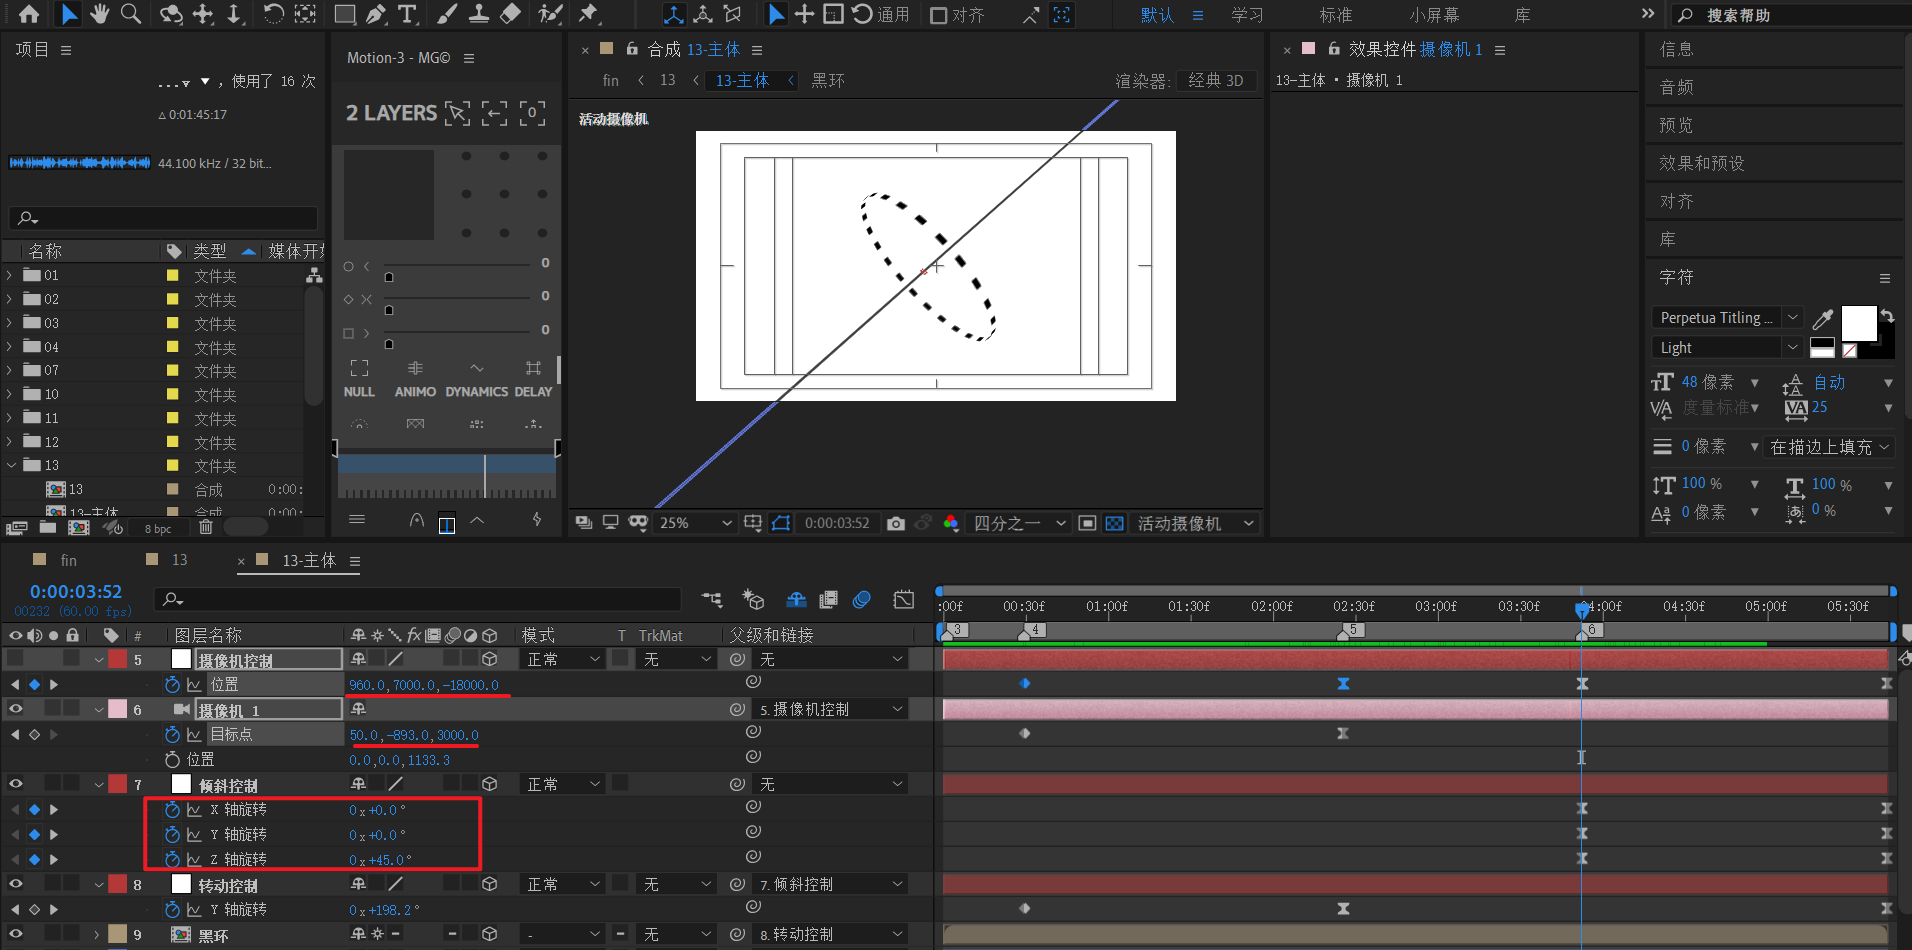 通用
对齐
默认
学习
标准
小屏幕
库
搜索帮助
项目
, 使用了 16 次
Δ 0:01:45:17
44.100 kHz / 32 bit...
名称
类型
媒体开始
01 文件夹
02 文件夹
03 文件夹
04 文件夹
07 文件夹
10 文件夹
11 文件夹
12 文件夹
13 文件夹
13 合成 0:00:
13-主体 合成 0:00:
8 bpc
Motion-3 - MG©
2 LAYERS
0
0
0
0
NULL ANIMO DYNAMICS DELAY
合成 13-主体
fin 13 13-主体 黑环
渲染器: 经典 3D
活动摄像机
25% 0:00:03:52 四分之一 活动摄像机
效果控件 摄像机 1
13-主体 • 摄像机 1
信息
音频
预览
效果和预设
对齐
库
字符
Perpetua Titling ...
Light
48 像素 自动
度量标准 25
0 像素 在描边上填充
100 % 100 %
0 像素 0 %
fin 13 13-主体
0:00:03:52
00232 (60.00 fps)
:00f 00:30f 01:00f 01:30f 02:00f 02:30f 03:00f 03:30f 04:00f 04:30f 05:00f 05:30f
3 4 5 6
# 图层名称 fx 模式 T TrkMat 父级和链接
5 摄像机控制 正常 无 无
位置 960.0,7000.0,-18000.0
6 摄像机 1 5. 摄像机控制
目标点 50.0,-893.0,3000.0
位置 0.0,0.0,1133.3
7 倾斜控制 正常 无
X 轴旋转 0x+0.0°
Y 轴旋转 0x+0.0°
Z 轴旋转 0x+45.0°
8 转动控制 正常 无 7. 倾斜控制
Y 轴旋转 0x+198.2°
9 黑环 - 无 8. 转动控制